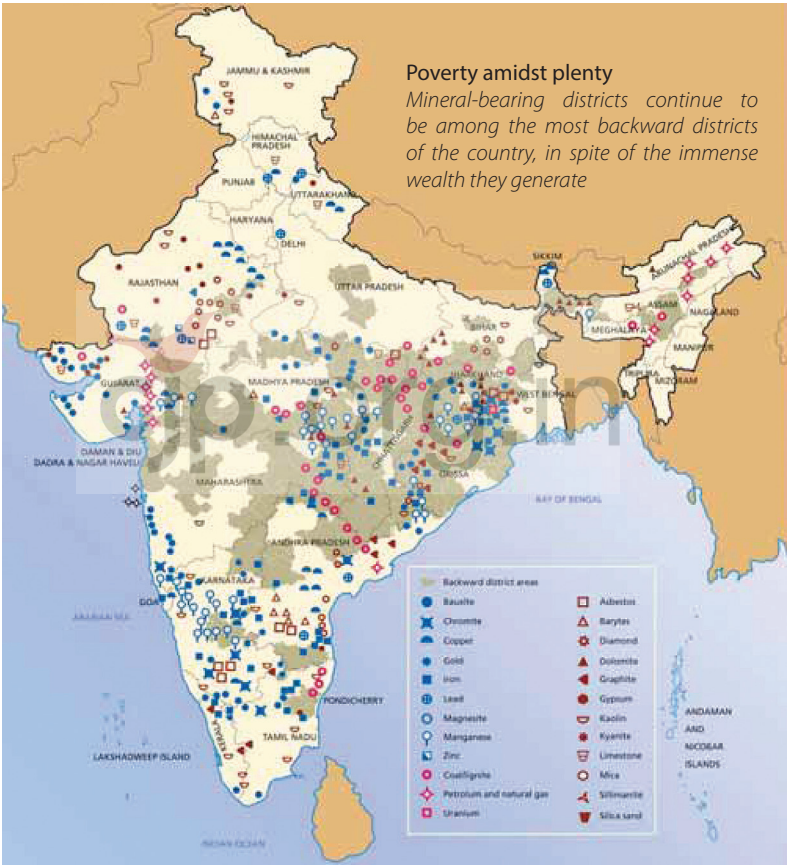 Poverty amidst plenty
Mineral-bearing districts continue to
be among the most backward districts
of the country, in spite of the immense
wealth they generate
JAMMU & KASHMIR
HIMACHAL
PRADESH
PUNJAB
UTTARAKHAND
HARYANA
DELHI
RAJASTHAN
UTTAR PRADESH
SIKKIM
ARUNACHAL PRADESH
ASSAM
NAGALAND
MEGHALAYA
MANIPUR
TRIPURA
MIZORAM
BIHAR
JHARKHAND
WEST BENGAL
GUJARAT
MADHYA PRADESH
CHHATTISGARH
ORISSA
gjp.org.in
DAMAN & DIU
DADRA & NAGAR HAVELI
MAHARASHTRA
BAY OF BENGAL
ANDHRA PRADESH
KARNATAKA
GOA
ARABIAN SEA
PONDICHERRY
TAMIL NADU
KERALA
LAKSHADWEEP ISLAND
INDIAN OCEAN
ANDAMAN
AND
NICOBAR
ISLANDS
Backward district areas
Bauxite
Chromite
Copper
Gold
Iron
Lead
Magnesite
Manganese
Zinc
Coal/lignite
Petrolium and natural gas
Uranium
Asbestos
Barytes
Diamond
Dolomite
Graphite
Gypsum
Kaolin
Kyanite
Limestone
Mica
Sillimanite
Silica sand